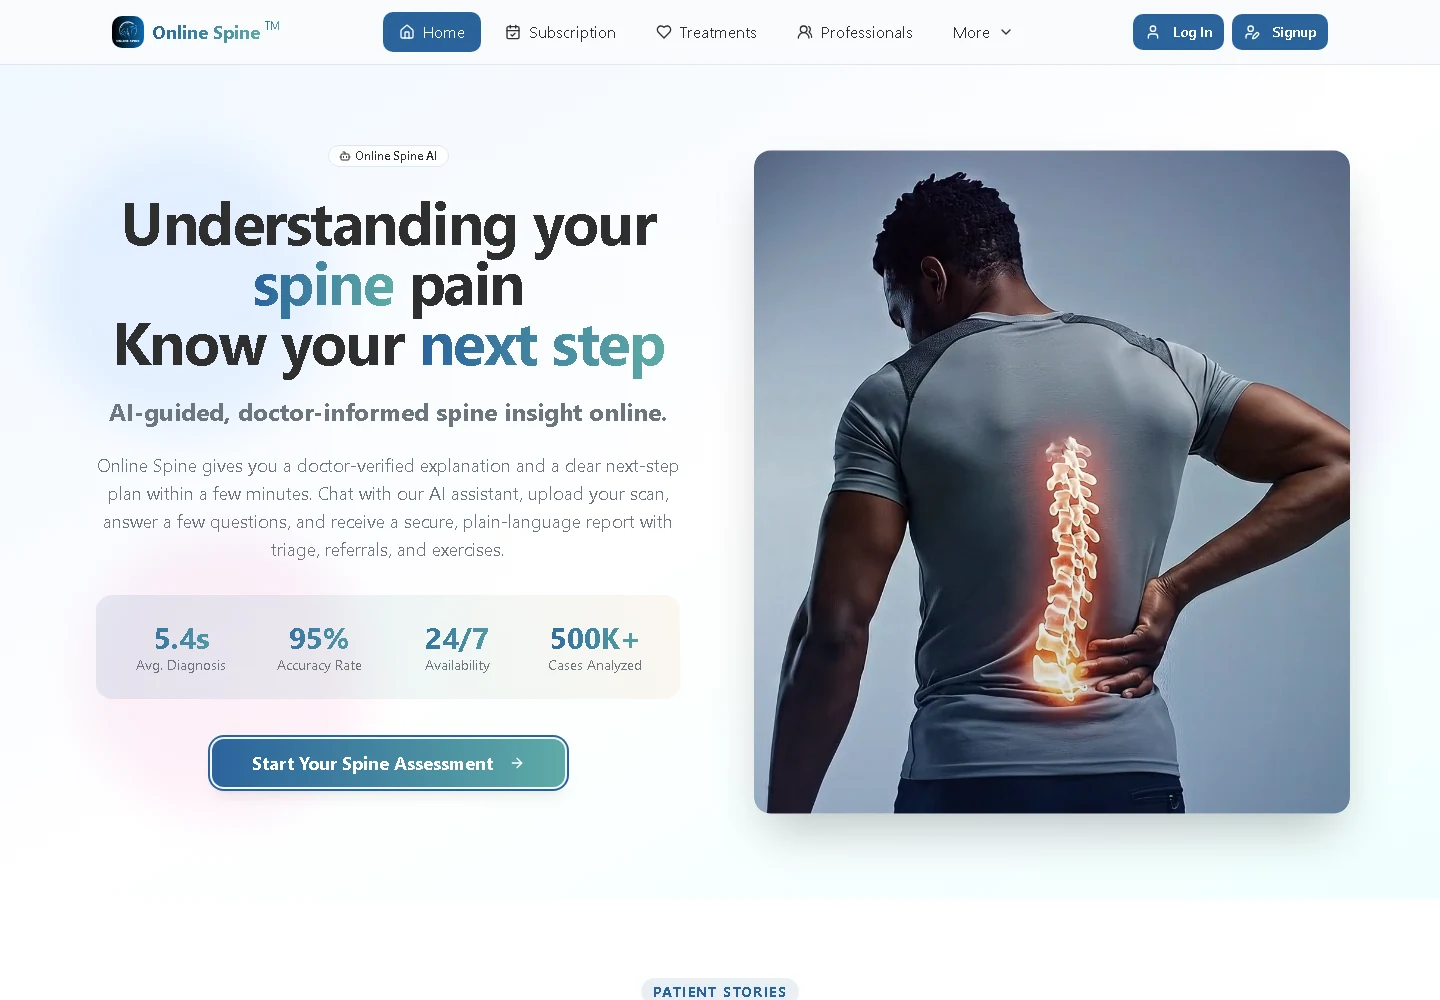 Online Spine TM
Home
Subscription
Treatments
Professionals
More
Log In
Signup
Online Spine AI
Understanding your
spine pain
Know your next step
AI-guided, doctor-informed spine insight online.
Online Spine gives you a doctor-verified explanation and a clear next-step
plan within a few minutes. Chat with our AI assistant, upload your scan,
answer a few questions, and receive a secure, plain-language report with
triage, referrals, and exercises.
5.4s
Avg. Diagnosis
95%
Accuracy Rate
24/7
Availability
500K+
Cases Analyzed
Start Your Spine Assessment
PATIENT STORIES